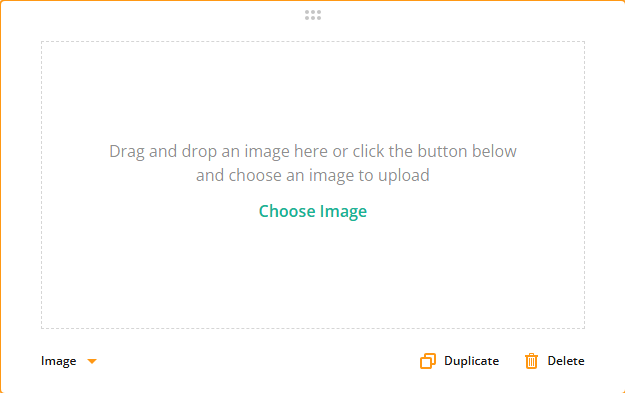 Drag and drop an image here or click the button below
and choose an image to upload
Choose Image
Image
Duplicate
Delete